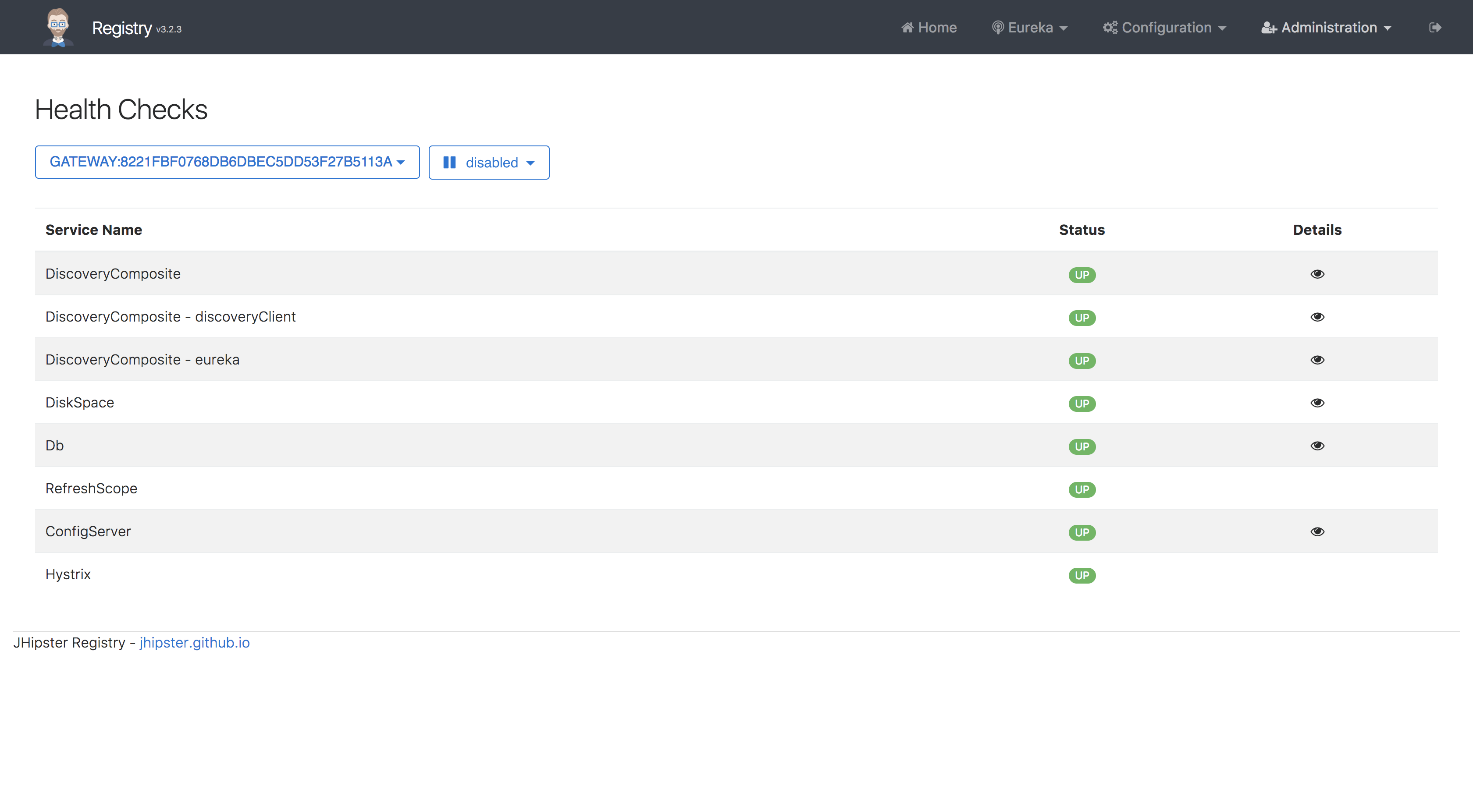 Registry v3.2.3 Home Eureka Configuration Administration
Health Checks
GATEWAY:8221FBF0768DB6DBEC5DD53F27B5113A disabled
Service Name Status Details
DiscoveryComposite UP
DiscoveryComposite - discoveryClient UP
DiscoveryComposite - eureka UP
DiskSpace UP
Db UP
RefreshScope UP
ConfigServer UP
Hystrix UP
JHipster Registry - jhipster.github.io